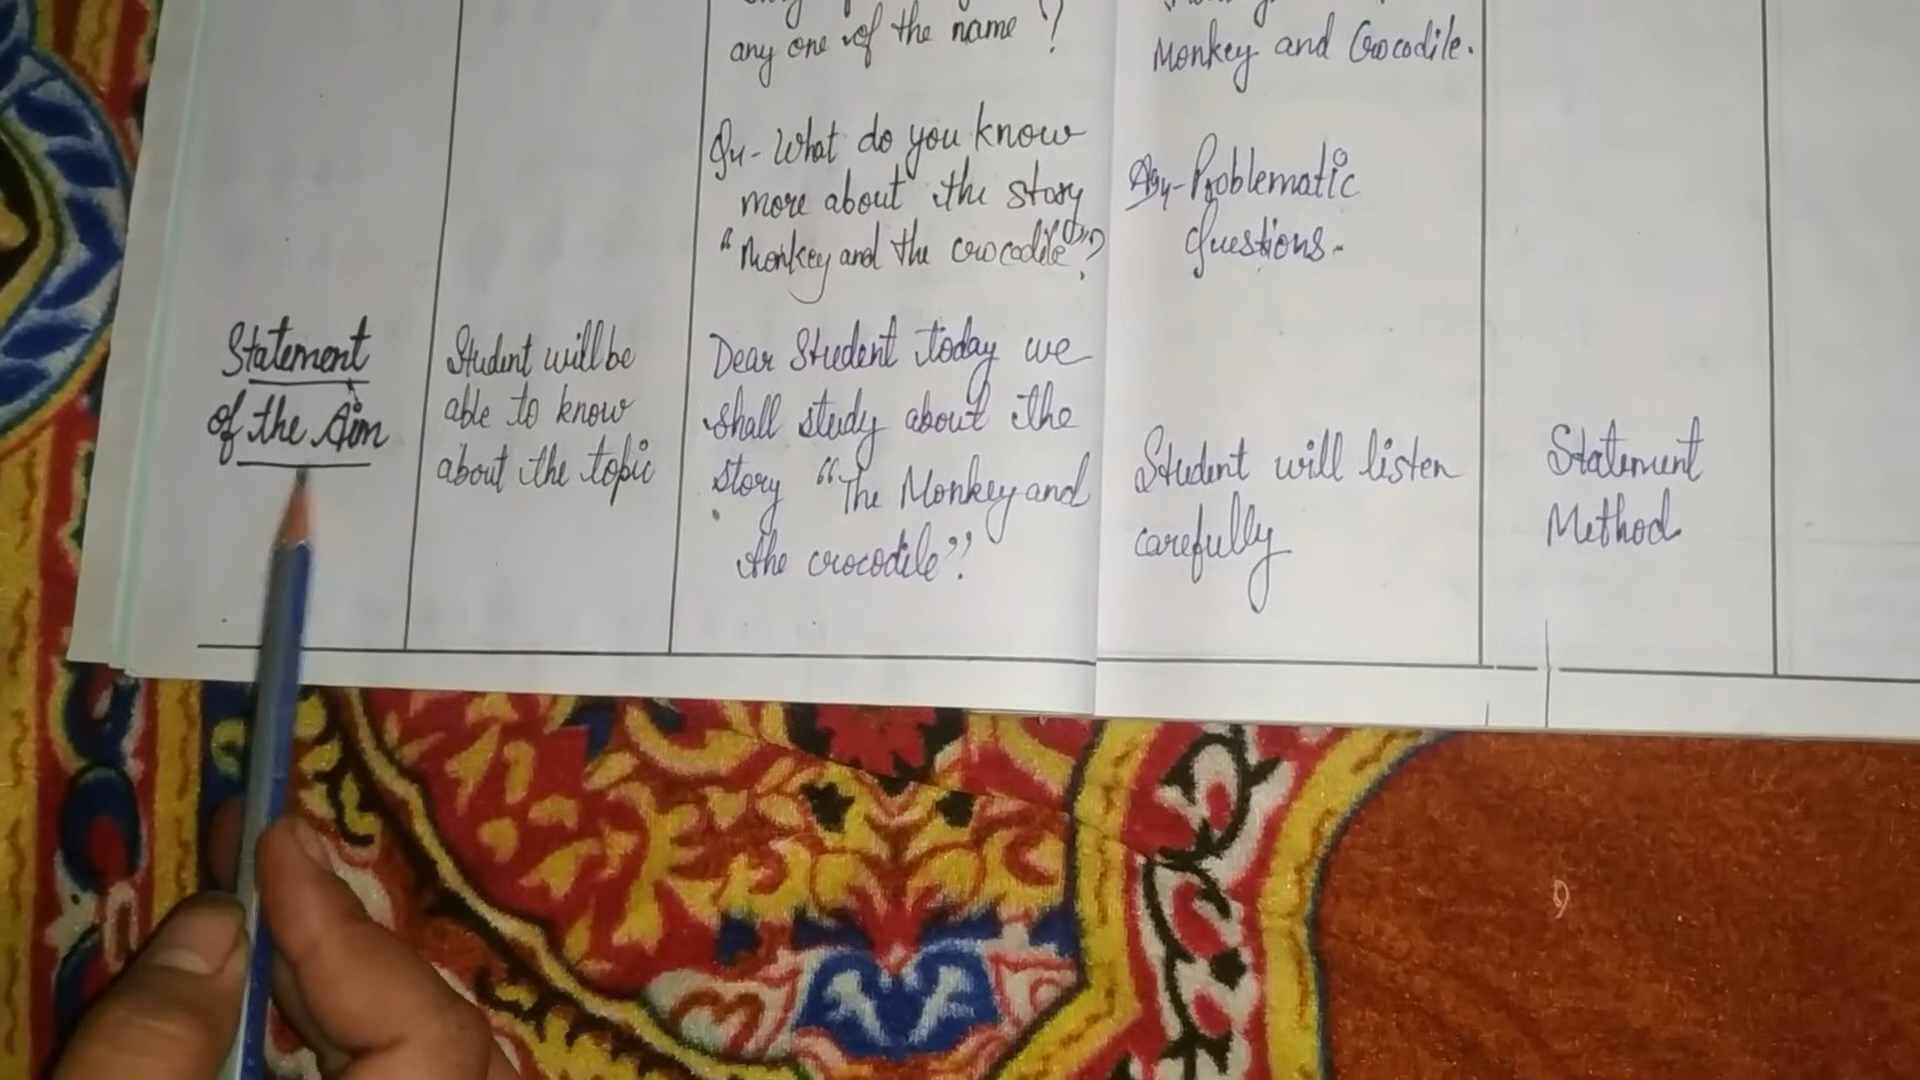 any one of the name ?
Monkey and Crocodile.
Qu- What do you know
more about the story
"Monkey and the crocodile"?
Problematic
Questions-
Statement
of the Aim
Student will be
able to know
about the topic
Dear Student today we
shall study about the
story "The Monkey and
the crocodile"?
Student will listen
carefully
Statement
Method